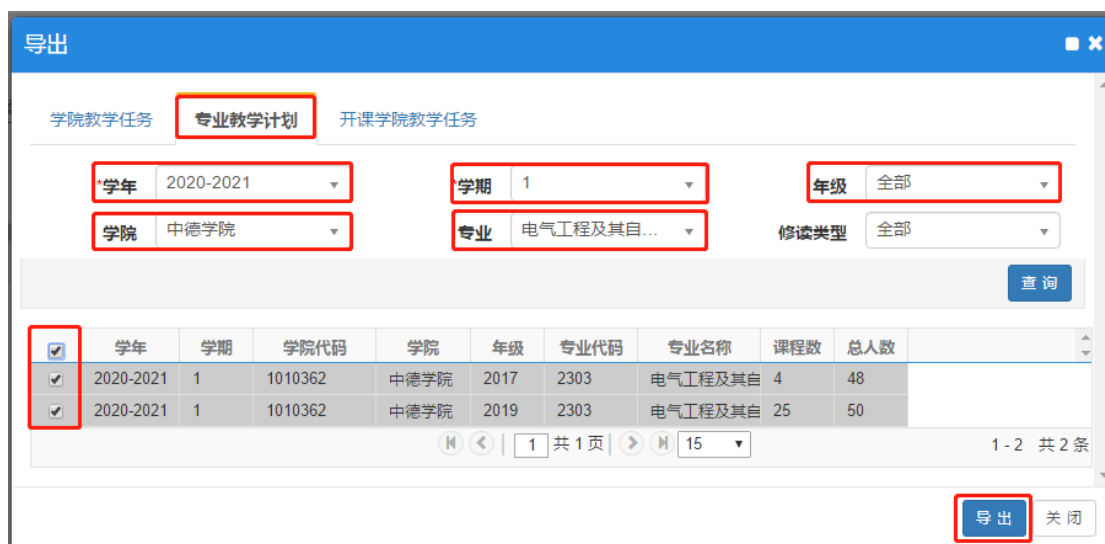 导出
学院教学任务 专业教学计划 开课学院教学任务
*学年 2020-2021 *学期 1 年级 全部
学院 中德学院 专业 电气工程及其自... 修读类型 全部
查询
学年 学期 学院代码 学院 年级 专业代码 专业名称 课程数 总人数
2020-2021 1 1010362 中德学院 2017 2303 电气工程及其自 4 48
2020-2021 1 1010362 中德学院 2019 2303 电气工程及其自 25 50
1 共1页 15 1-2 共2条
导出 关闭